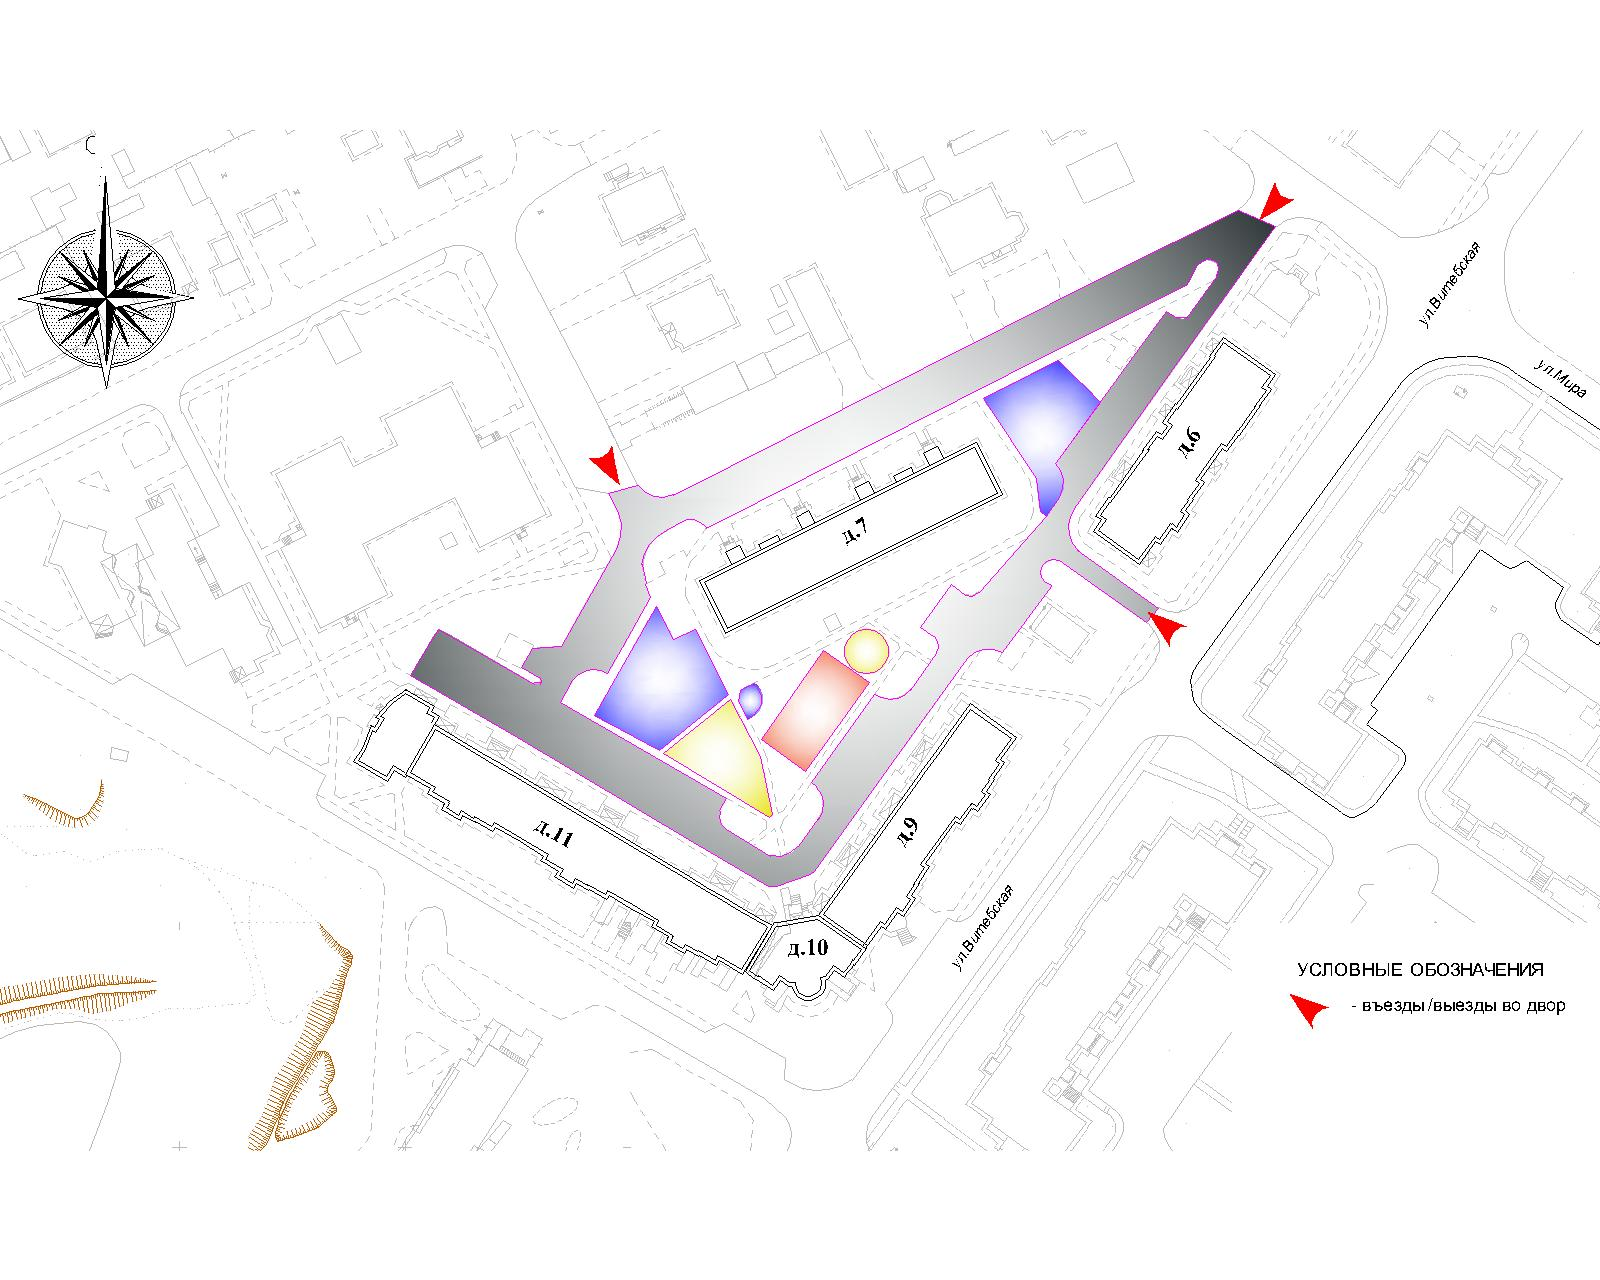 С
ул.Витебская
ул.Мира
д.6
д.7
д.11
д.9
д.10
ул.Витебская
УСЛОВНЫЕ ОБОЗНАЧЕНИЯ
- въезды/выезды во двор